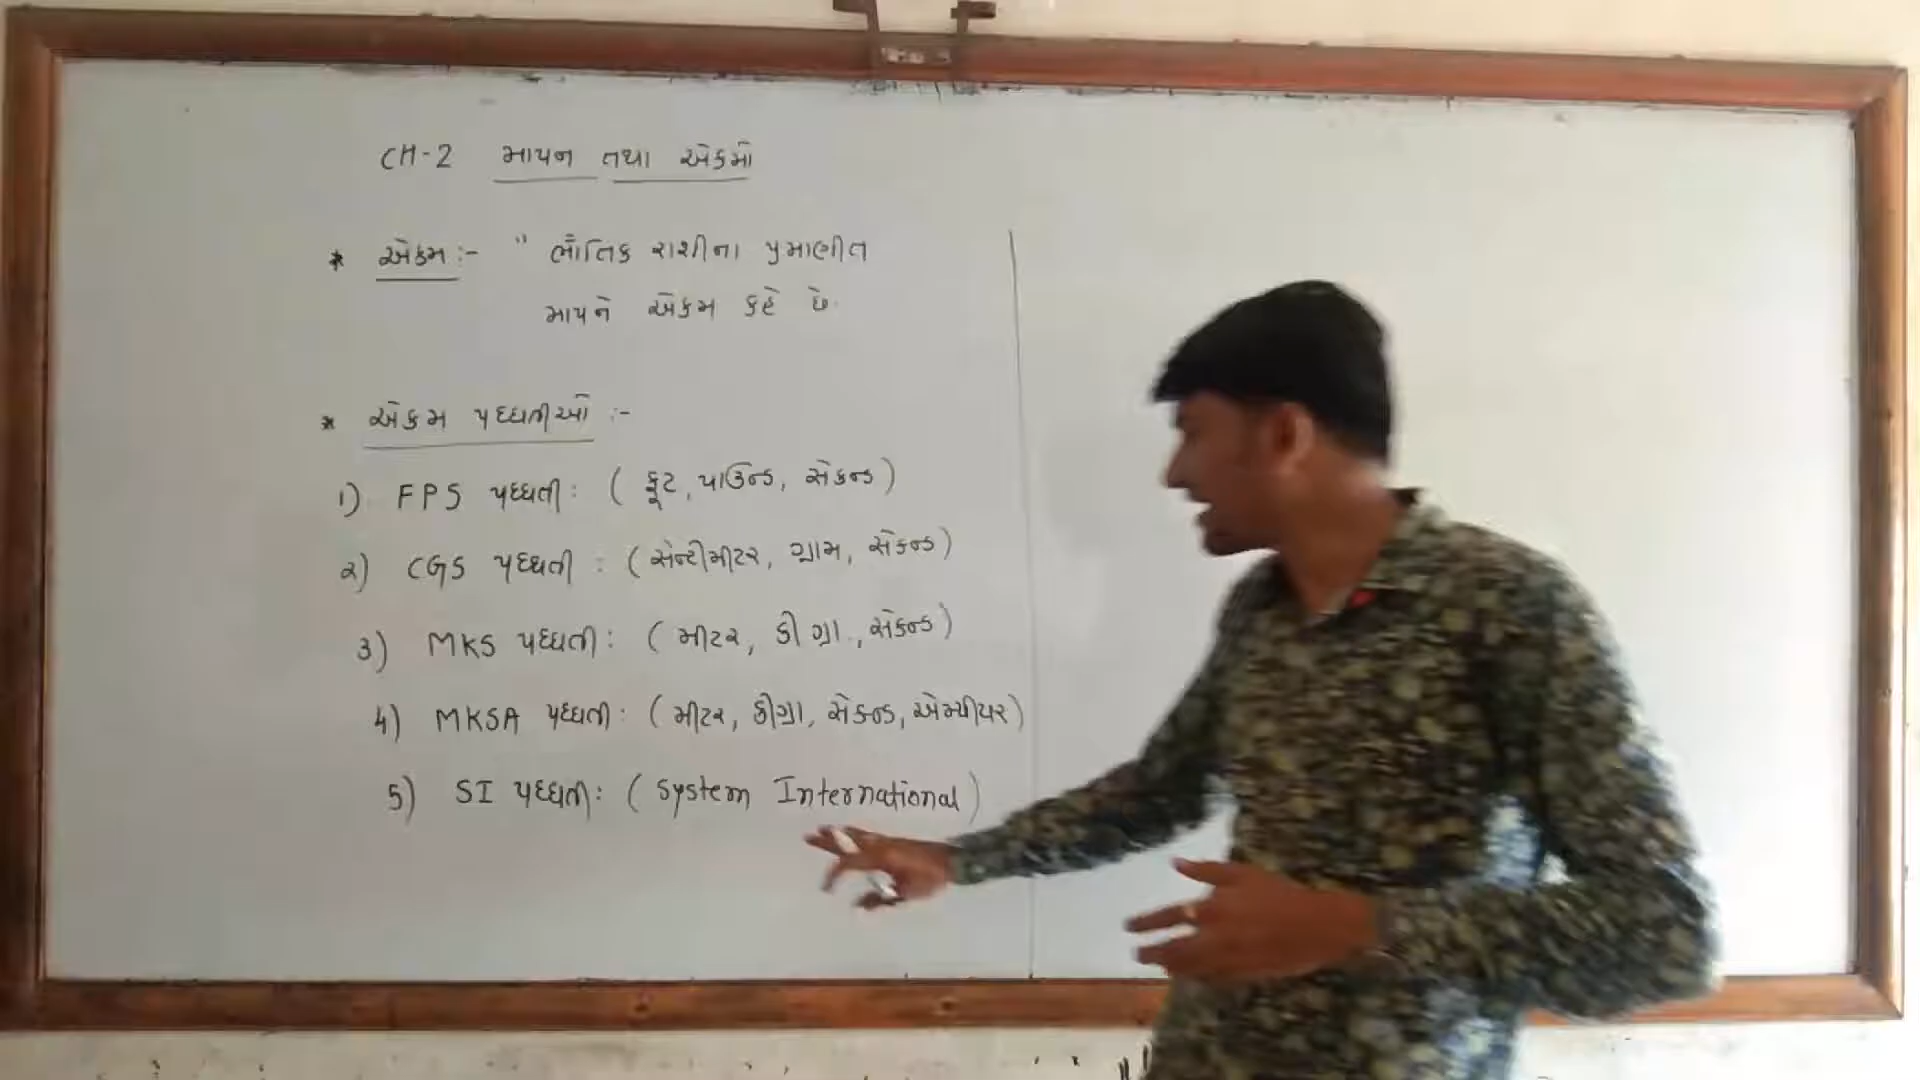 CH-2 માપન તથા એકમો
* એકમ :- " ભૌતિક રાશીના પ્રમાણીત
માપને એકમ કહે છે.
* એકમ પધ્ધતીઓ :-
1) FPS પધ્ધતી : ( ફૂટ, પાઉન્ડ, સેકન્ડ )
૨) CGS પધ્ધતી : ( સેન્ટીમીટર, ગ્રામ, સેકન્ડ )
3) MKS પધ્ધતી : ( મીટર, કી ગ્રા., સેકન્ડ )
4) MKSA પધ્ધતી : ( મીટર, કીગ્રા, સેકન્ડ, એમ્પીયર )
5) SI પધ્ધતી : ( System International )